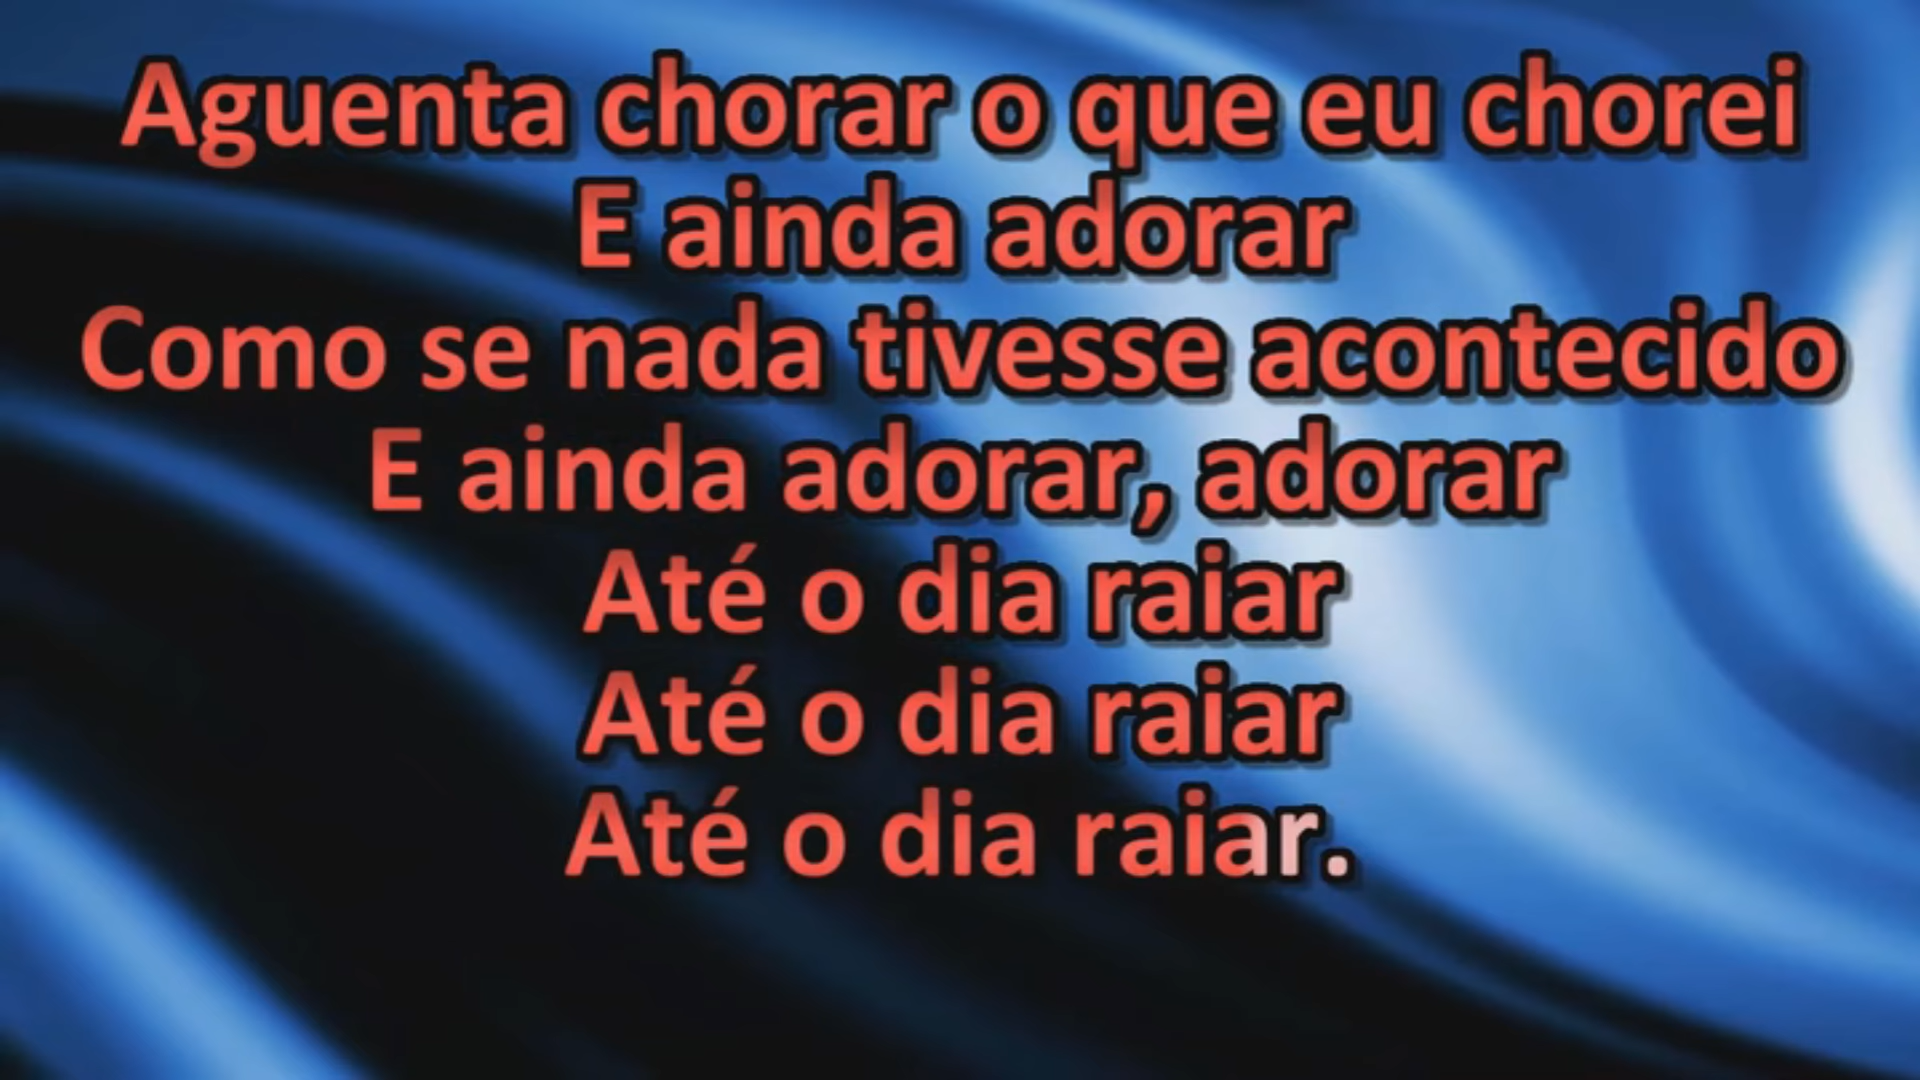 Aguenta chorar o que eu chorei
E ainda adorar
Como se nada tivesse acontecido
E ainda adorar, adorar
Até o dia raiar
Até o dia raiar
Até o dia raiar.